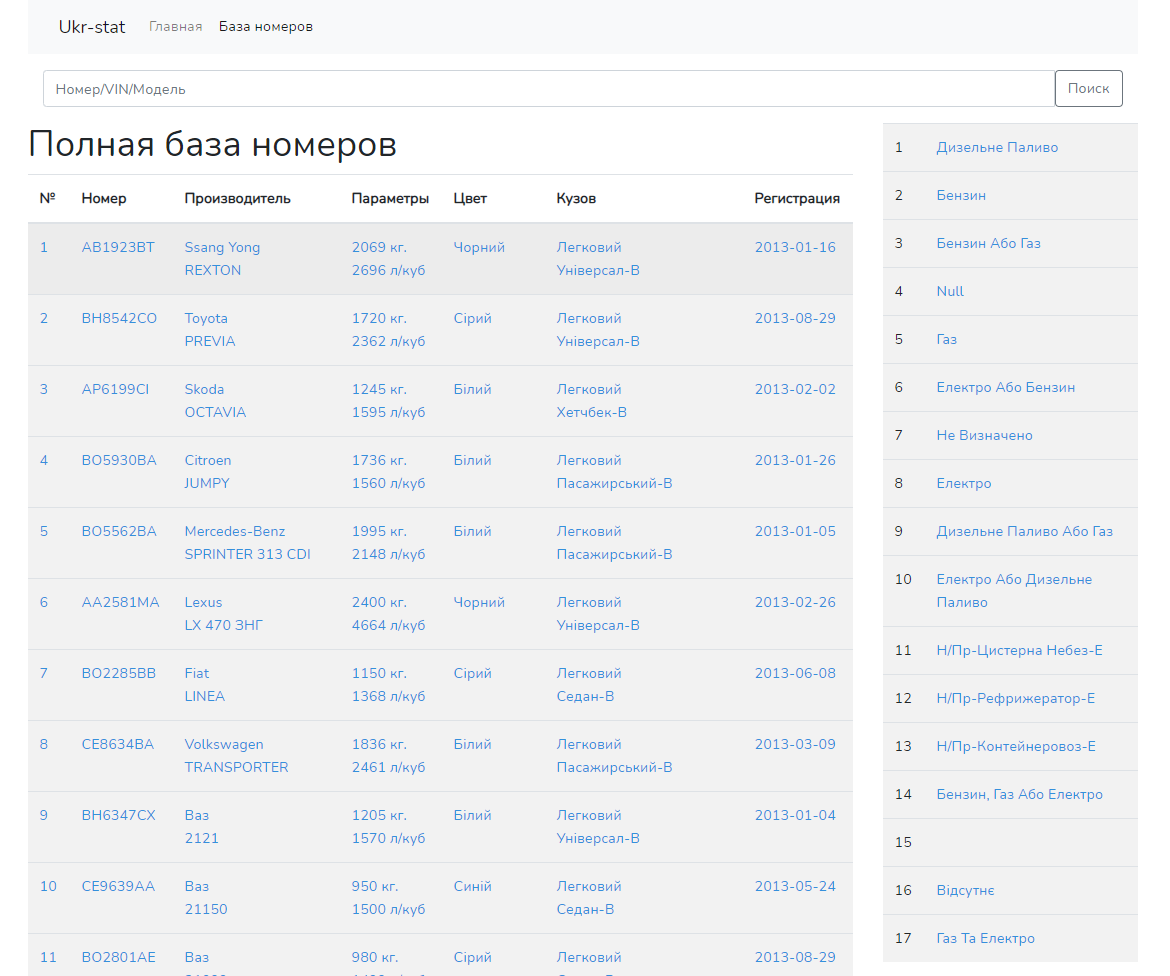 Ukr-stat Главная База номеров
Номер/VIN/Модель Поиск
Полная база номеров
№ Номер Производитель Параметры Цвет Кузов Регистрация
1 AB1923BT Ssang Yong 2069 кг. Чорний Легковий 2013-01-16
REXTON 2696 л/куб Універсал-B
2 BH8542CO Toyota 1720 кг. Сірий Легковий 2013-08-29
PREVIA 2362 л/куб Універсал-B
3 AP6199CI Skoda 1245 кг. Білий Легковий 2013-02-02
OCTAVIA 1595 л/куб Хетчбек-B
4 BO5930BA Citroen 1736 кг. Білий Легковий 2013-01-26
JUMPY 1560 л/куб Пасажирський-B
5 BO5562BA Mercedes-Benz 1995 кг. Білий Легковий 2013-01-05
SPRINTER 313 CDI 2148 л/куб Пасажирський-B
6 AA2581MA Lexus 2400 кг. Чорний Легковий 2013-02-26
LX 470 ЗНГ 4664 л/куб Універсал-B
7 BO2285BB Fiat 1150 кг. Сірий Легковий 2013-06-08
LINEA 1368 л/куб Седан-B
8 CE8634BA Volkswagen 1836 кг. Білий Легковий 2013-03-09
TRANSPORTER 2461 л/куб Пасажирський-B
9 BH6347CX Ваз 1205 кг. Білий Легковий 2013-01-04
2121 1570 л/куб Універсал-B
10 CE9639AA Ваз 950 кг. Синій Легковий 2013-05-24
21150 1500 л/куб Седан-B
11 BO2801AE Ваз 980 кг. Сірий Легковий 2013-08-29
1 Дизельне Паливо
2 Бензин
3 Бензин Або Газ
4 Null
5 Газ
6 Електро Або Бензин
7 Не Визначено
8 Електро
9 Дизельне Паливо Або Газ
10 Електро Або Дизельне
Паливо
11 Н/Пр-Цистерна Небез-Е
12 Н/Пр-Рефрижератор-Е
13 Н/Пр-Контейнеровоз-Е
14 Бензин, Газ Або Електро
15
16 Відсутнє
17 Газ Та Електро